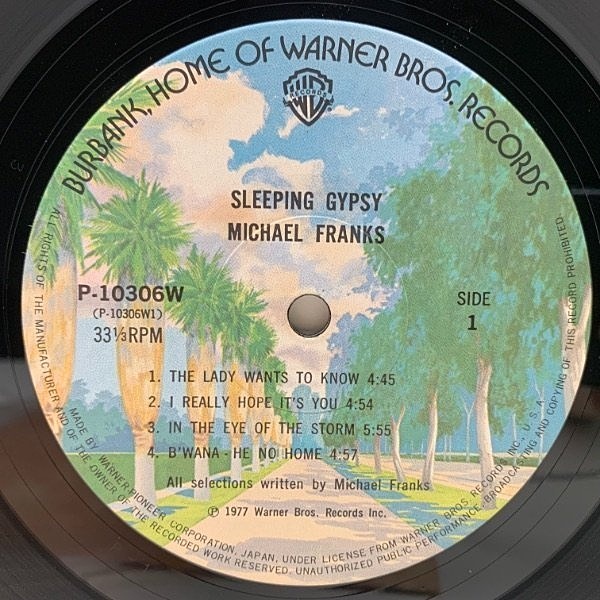 BURBANK, HOME OF WARNER BROS. RECORDS
WB
RECORDS
SLEEPING GYPSY
MICHAEL FRANKS
P-10306W
(P-10306W1)
33⅓RPM
SIDE
1
1. THE LADY WANTS TO KNOW 4:45
2. I REALLY HOPE IT'S YOU 4:54
3. IN THE EYE OF THE STORM 5:55
4. B'WANA - HE NO HOME 4:57
All selections written by Michael Franks
℗ 1977 Warner Bros. Records Inc.
MADE BY WARNER-PIONEER CORPORATION, JAPAN, UNDER LICENSE FROM WARNER BROS. RECORD INC., U.S.A.
ALL RIGHTS OF THE MANUFACTURER AND OF THE OWNER OF THE RECORDED WORK RESERVED. UNAUTHORIZED PUBLIC PERFORMANCE, BROADCASTING AND COPYING OF THIS RECORD PROHIBITED.